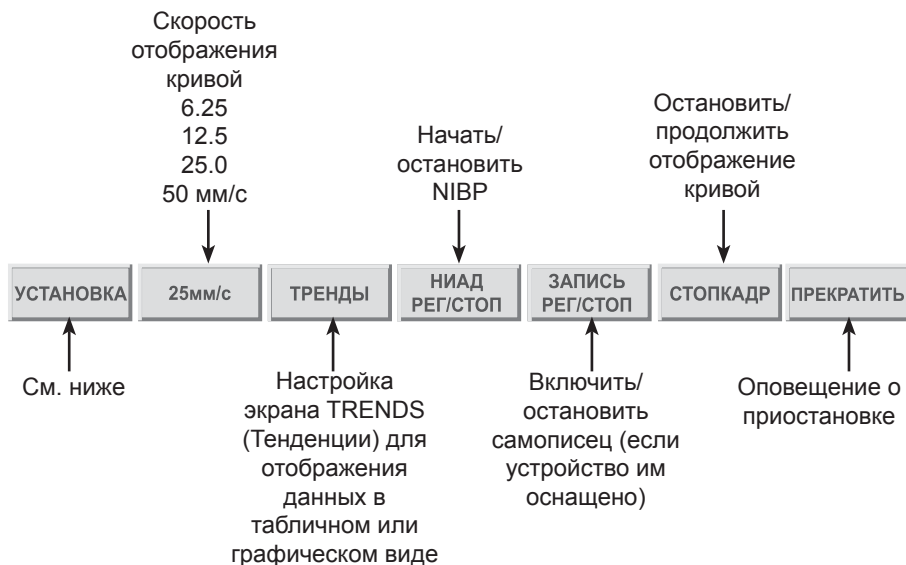 Скорость
отображения
кривой
6.25
12.5
25.0
50 мм/с
Начать/
остановить
NIBP
Остановить/
продолжить
отображение
кривой
УСТАНОВКА
25мм/с
ТРЕНДЫ
НИАД
РЕГ/СТОП
ЗАПИСЬ
РЕГ/СТОП
СТОПКАДР
ПРЕКРАТИТЬ
См. ниже
Настройка
экрана TRENDS
(Тенденции) для
отображения
данных в
табличном или
графическом виде
Включить/
остановить
самописец (если
устройство им
оснащено)
Оповещение о
приостановке